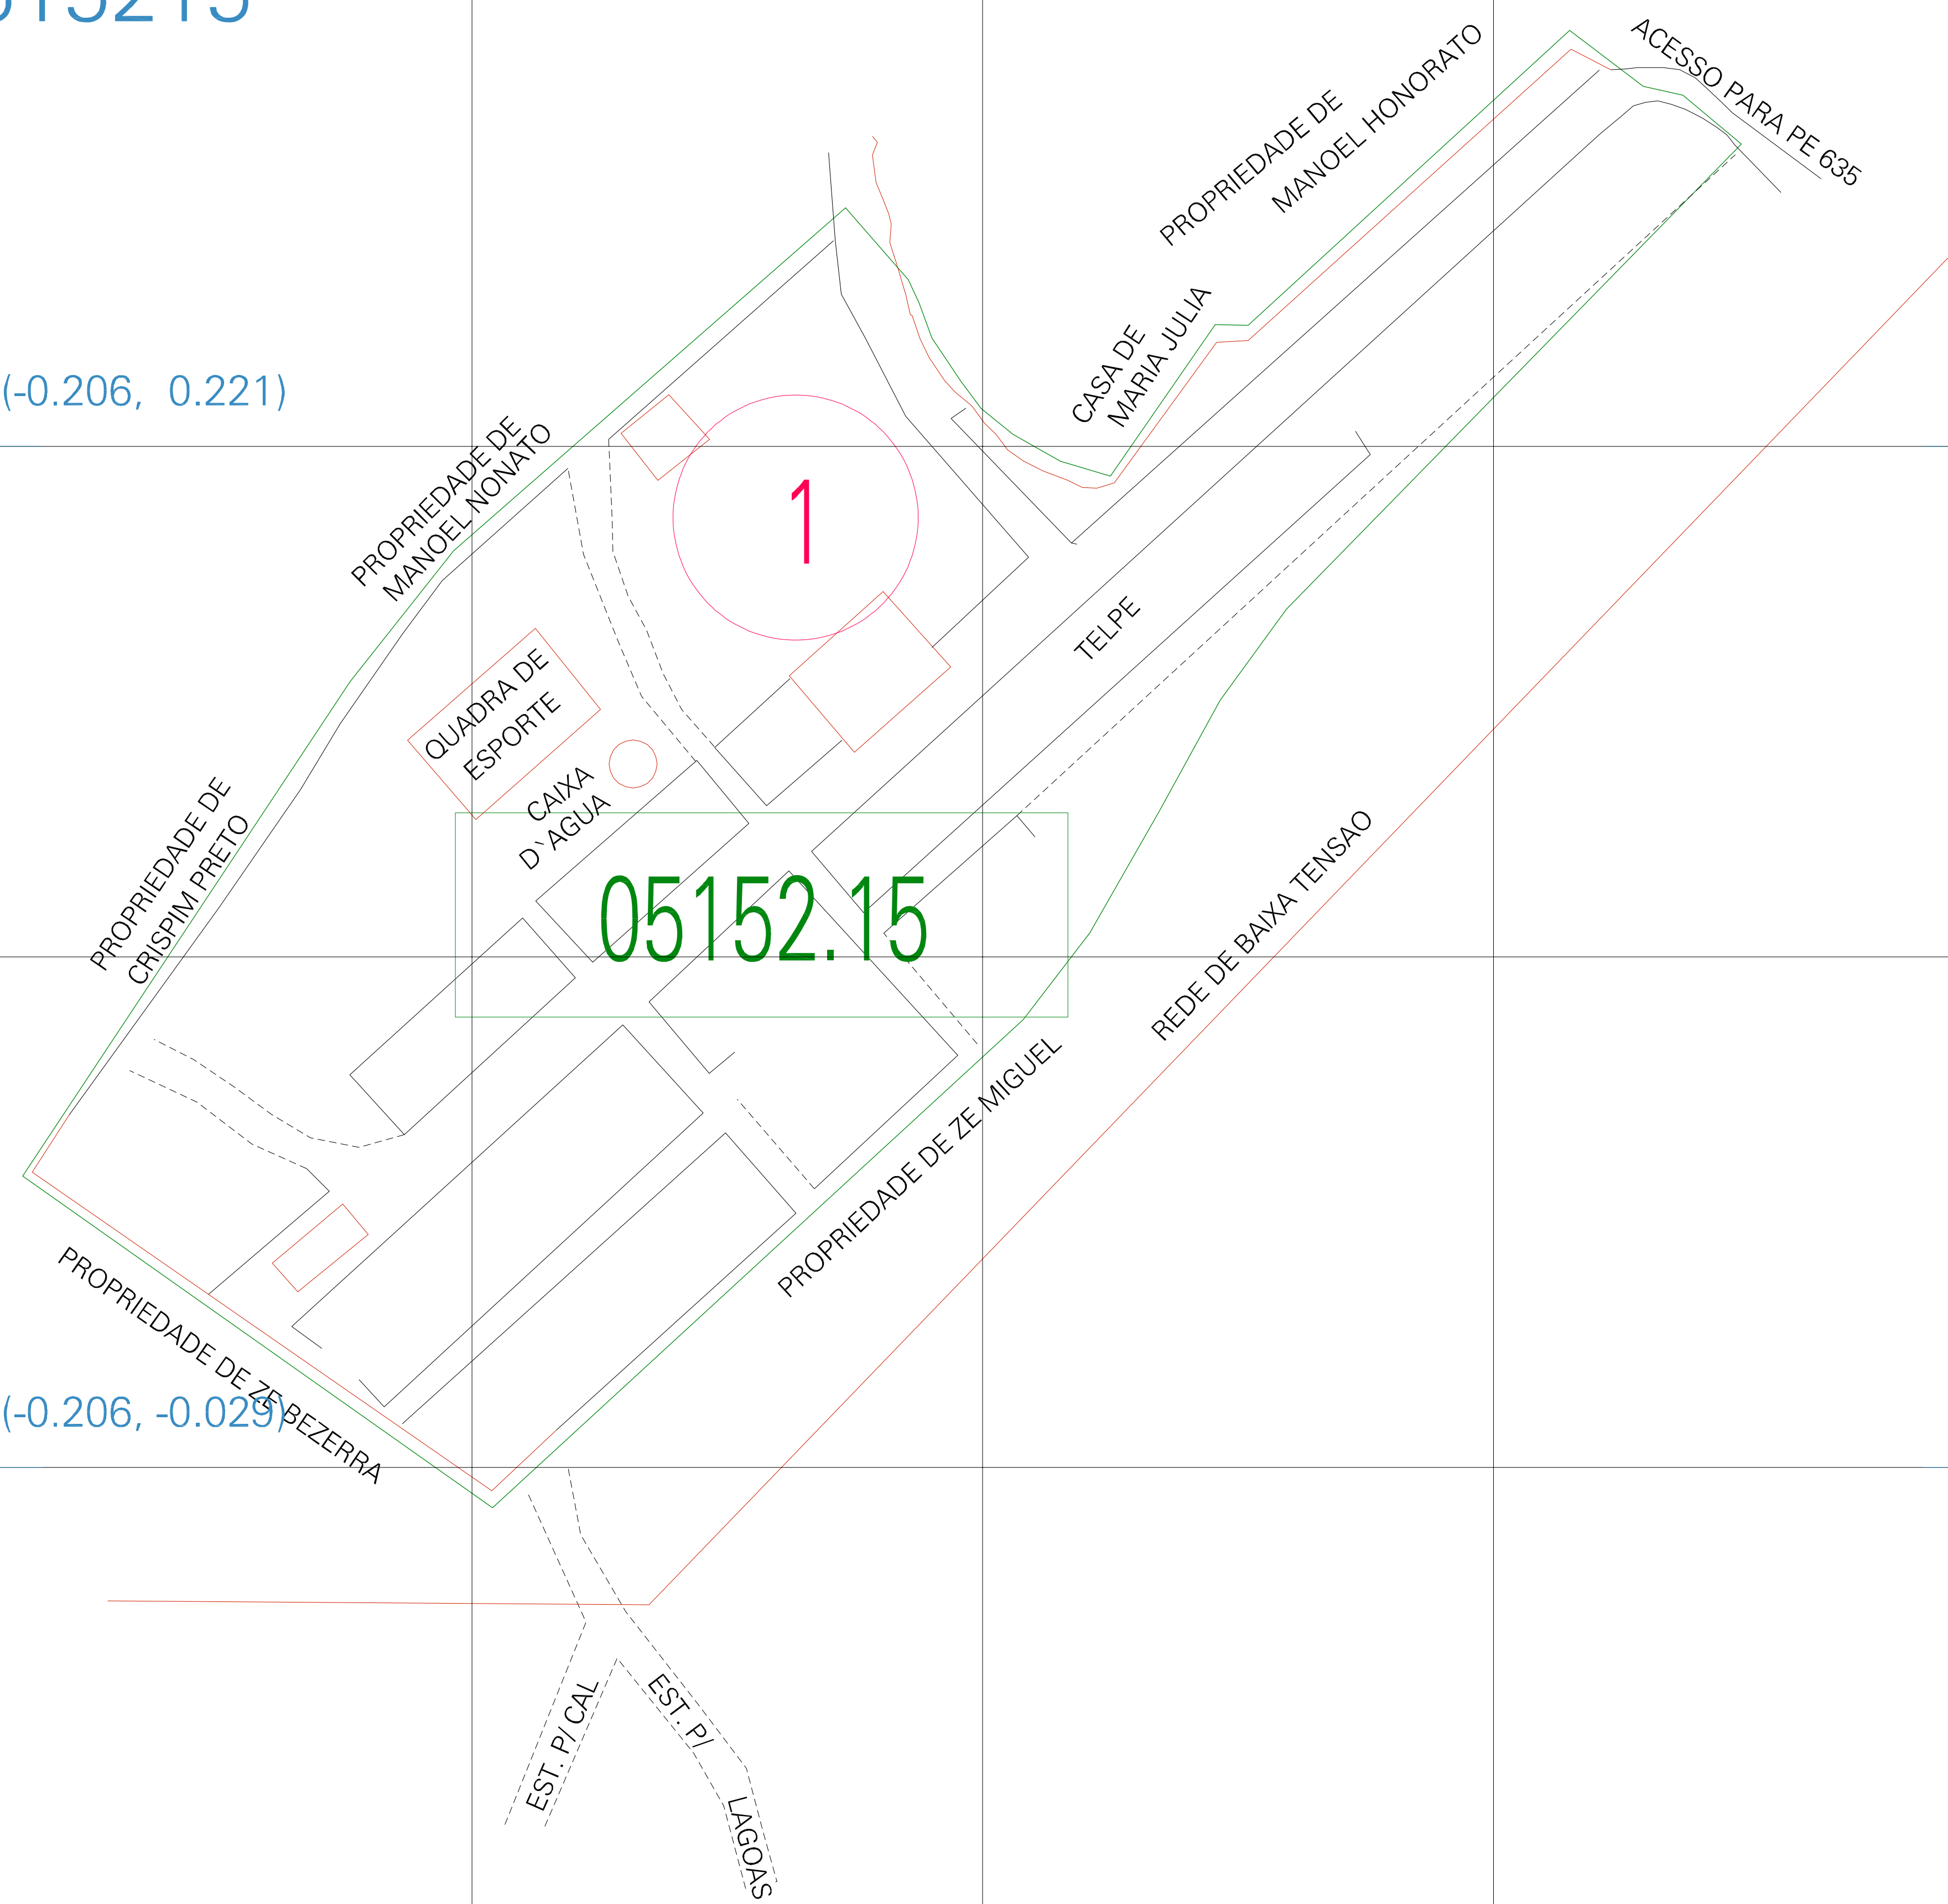 ACESSO PARA PE 635
PROPRIEDADE DE
MANOEL HONORATO
CASA DE
MARIA JULIA
(-0.206, 0.221)
PROPRIEDADE DE
MANOEL NONATO
1
TELPE
QUADRA DE
ESPORTE
CAIXA
D`AGUA
PROPRIEDADE DE
CRISPIM PRETO
05152.15
REDE DE BAIXA TENSAO
PROPRIEDADE DE ZE MIGUEL
PROPRIEDADE DE ZE BEZERRA
(-0.206, -0.029)
EST. P/ CAL
EST. P/
LAGOAS